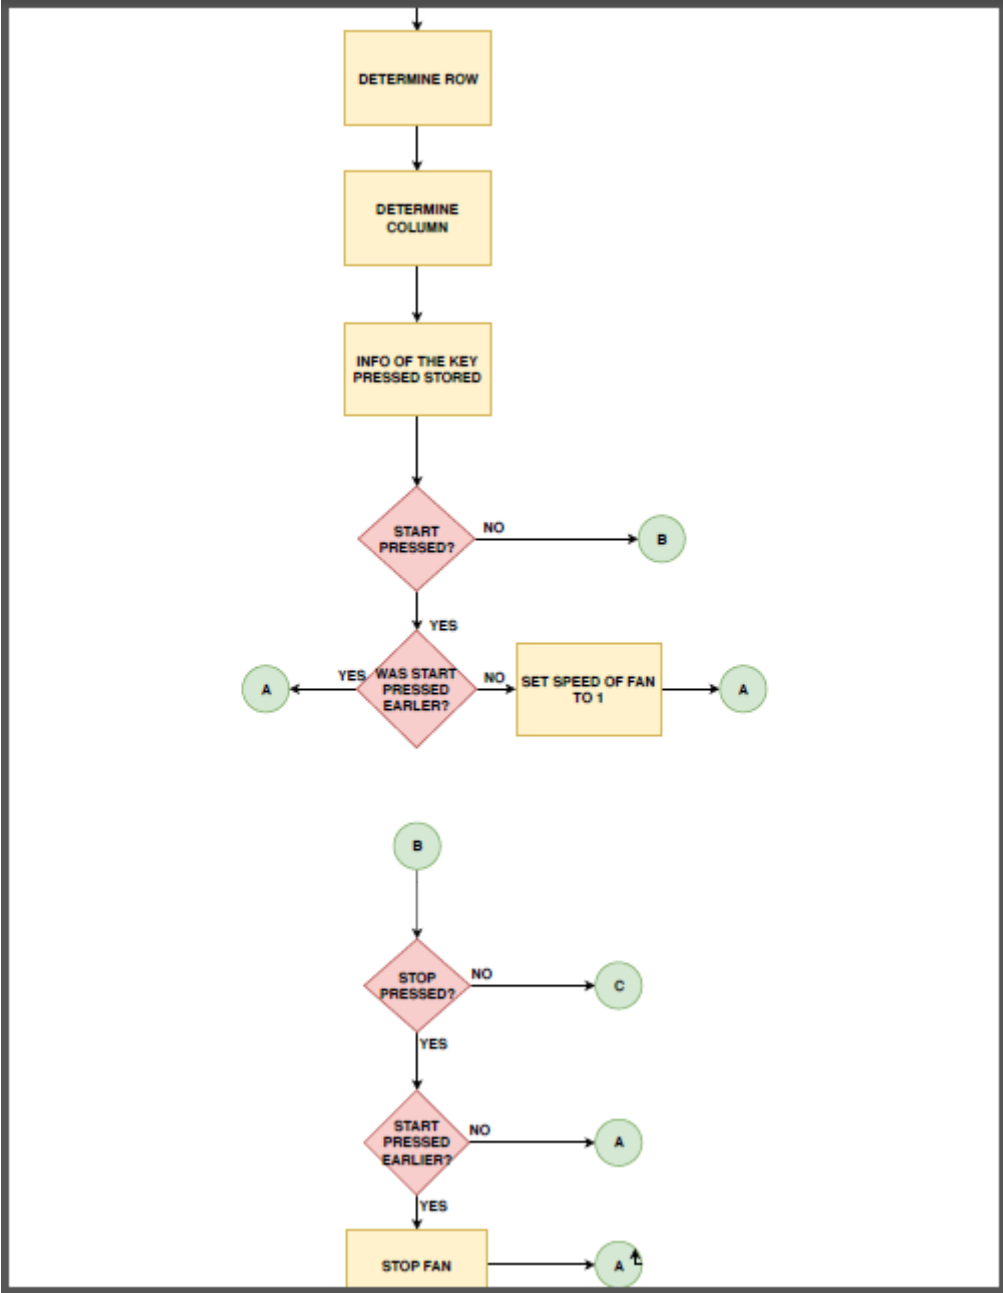 DETERMINE ROW
DETERMINE
COLUMN
INFO OF THE KEY
PRESSED STORED
START
PRESSED?
NO
B
YES
A
YES
WAS START
PRESSED
EARLER?
NO
SET SPEED OF FAN
TO 1
A
B
STOP
PRESSED?
NO
C
YES
START
PRESSED
EARLIER?
NO
A
YES
STOP FAN
A